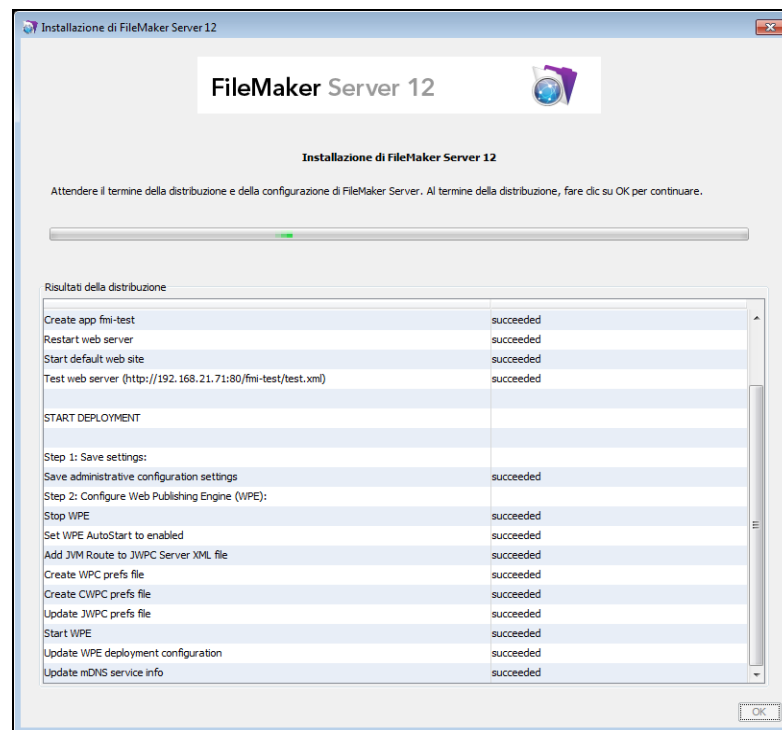 Installazione di FileMaker Server 12
FileMaker Server 12
Installazione di FileMaker Server 12
Attendere il termine della distribuzione e della configurazione di FileMaker Server. Al termine della distribuzione, fare clic su OK per continuare.
Risultati della distribuzione
Create app fmi-test succeeded
Restart web server succeeded
Start default web site succeeded
Test web server (http://192.168.21.71:80/fmi-test/test.xml) succeeded
START DEPLOYMENT
Step 1: Save settings:
Save administrative configuration settings succeeded
Step 2: Configure Web Publishing Engine (WPE):
Stop WPE succeeded
Set WPE AutoStart to enabled succeeded
Add JVM Route to JWPC Server XML file succeeded
Create WPC prefs file succeeded
Create CWPC prefs file succeeded
Update JWPC prefs file succeeded
Start WPE succeeded
Update WPE deployment configuration succeeded
Update mDNS service info succeeded
OK